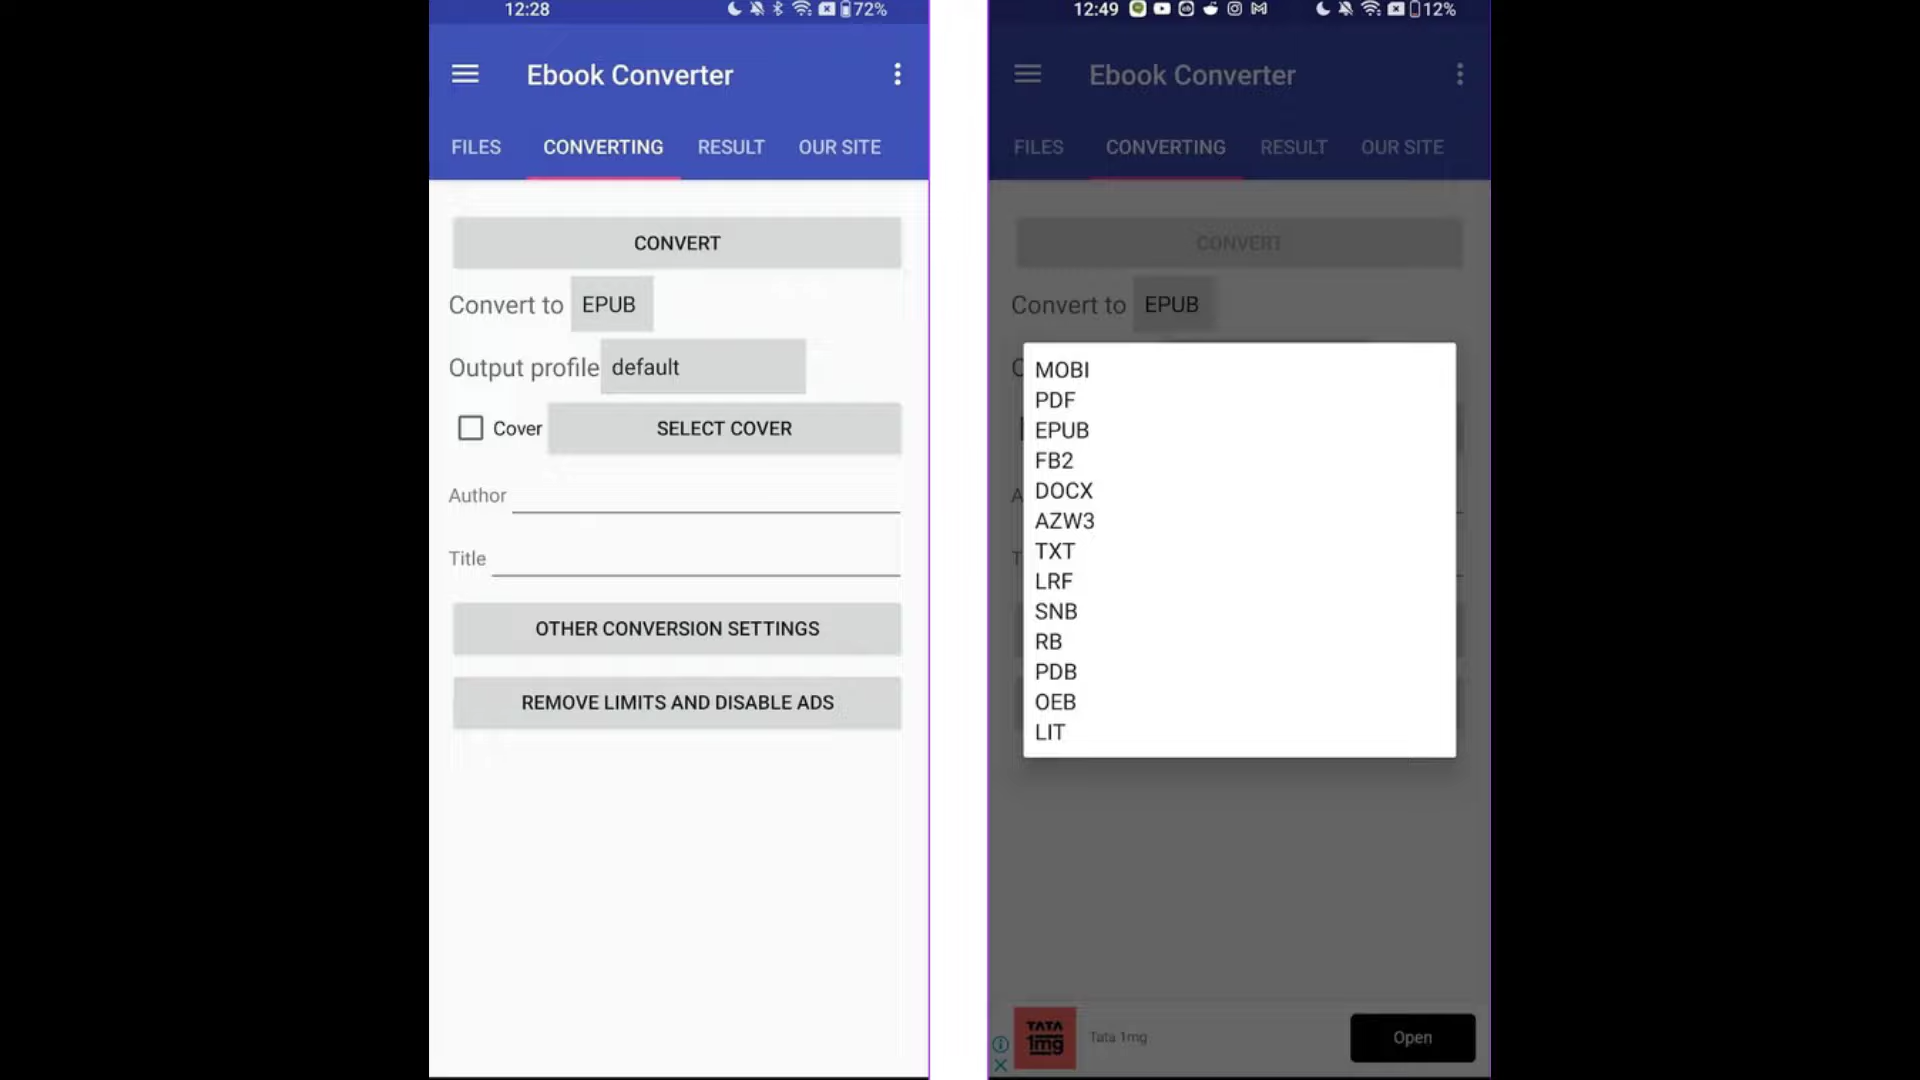 12:28
72%
Ebook Converter
FILES CONVERTING RESULT OUR SITE
CONVERT
Convert to EPUB
Output profile default
Cover SELECT COVER
Author
Title
OTHER CONVERSION SETTINGS
REMOVE LIMITS AND DISABLE ADS
12:49
12%
Ebook Converter
FILES CONVERTING RESULT OUR SITE
CONVERT
Convert to EPUB
MOBI
PDF
EPUB
FB2
DOCX
AZW3
TXT
LRF
SNB
RB
PDB
OEB
LIT
TATA
1mg
Tata 1mg
Open